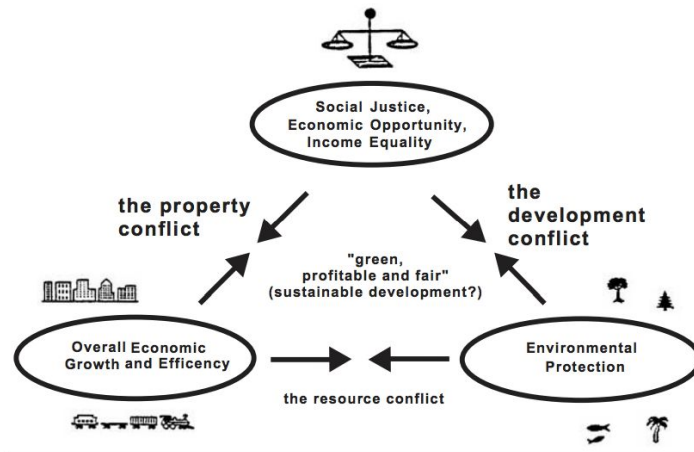 Social Justice,
Economic Opportunity,
Income Equality
the property
conflict
the
development
conflict
"green,
profitable and fair"
(sustainable development?)
Overall Economic
Growth and Efficency
Environmental
Protection
the resource conflict